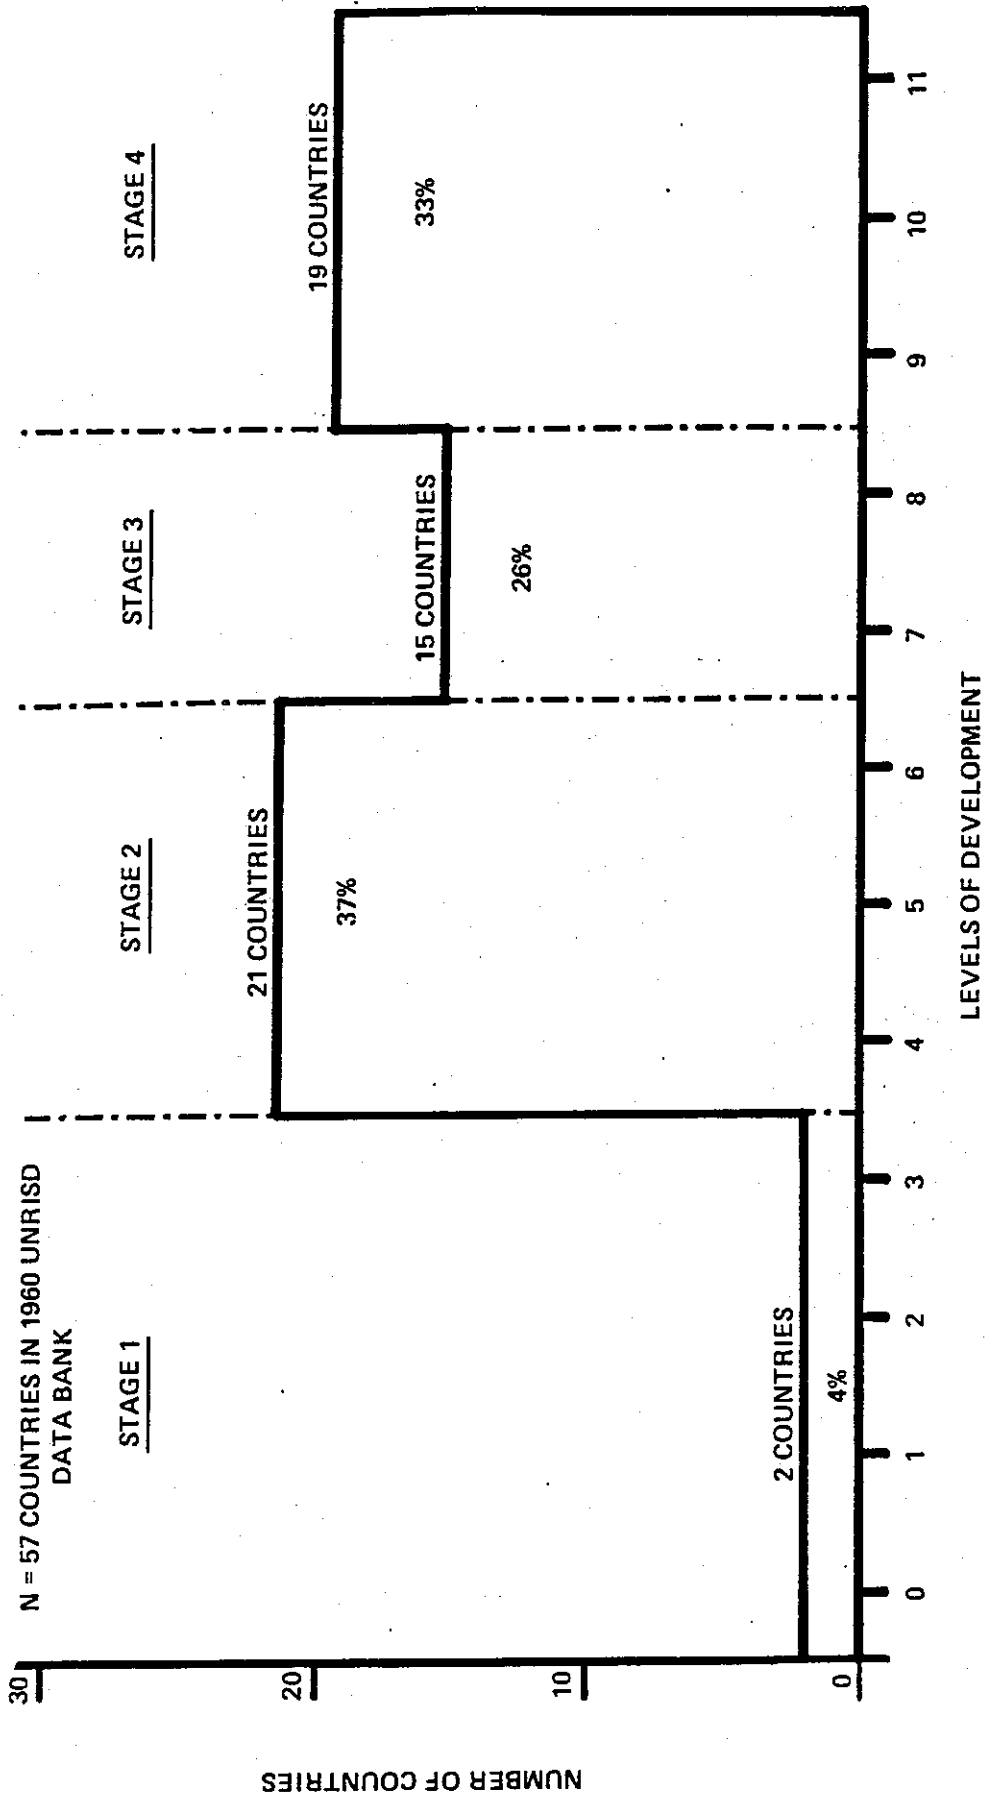 N = 57 COUNTRIES IN 1960 UNRISD
DATA BANK
STAGE 1
STAGE 2
STAGE 3
STAGE 4
21 COUNTRIES
37%
19 COUNTRIES
33%
15 COUNTRIES
26%
2 COUNTRIES
4%
NUMBER OF COUNTRIES
30
20
10
0
0 1 2 3 4 5 6 7 8 9 10 11
LEVELS OF DEVELOPMENT